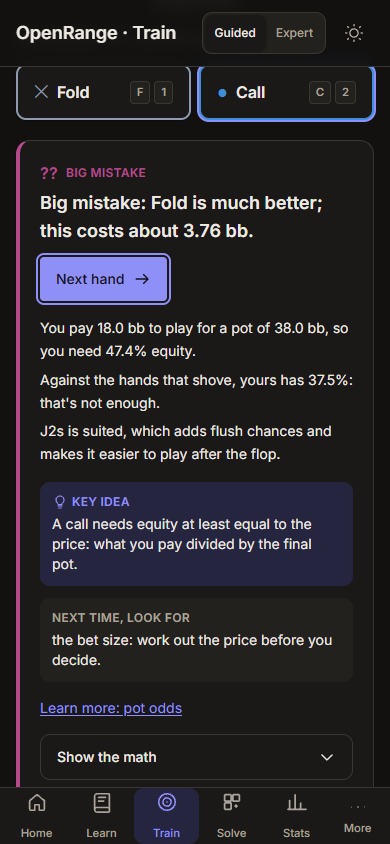 OpenRange · Train
Guided
Expert
Fold
F
1
Call
C
2
?? BIG MISTAKE
Big mistake: Fold is much better;
this costs about 3.76 bb.
Next hand →
You pay 18.0 bb to play for a pot of 38.0 bb, so
you need 47.4% equity.
Against the hands that shove, yours has 37.5%:
that's not enough.
J2s is suited, which adds flush chances and
makes it easier to play after the flop.
KEY IDEA
A call needs equity at least equal to the
price: what you pay divided by the final
pot.
NEXT TIME, LOOK FOR
the bet size: work out the price before you
decide.
Learn more: pot odds
Show the math
Home
Learn
Train
Solve
Stats
More